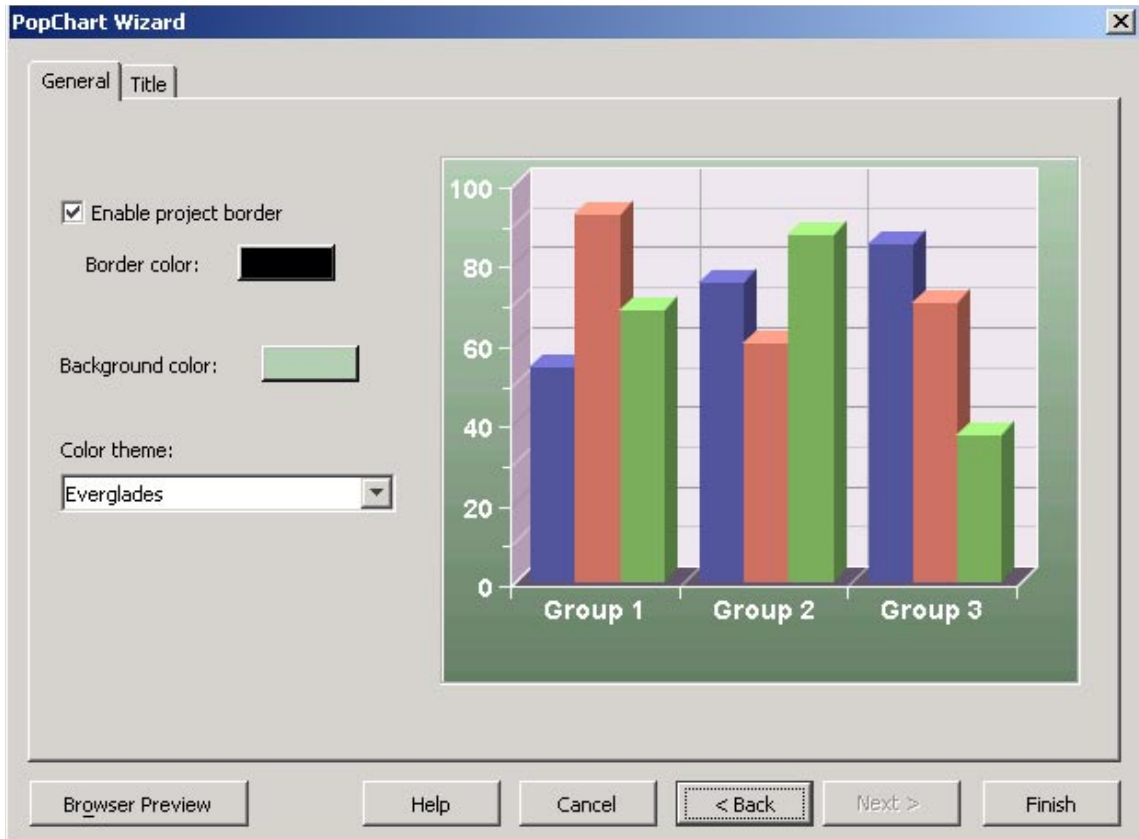 PopChart Wizard
General Title
Enable project border
Border color:
Background color:
Color theme:
Everglades
100
80
60
40
20
0
Group 1 Group 2 Group 3
Browser Preview Help Cancel < Back Next > Finish